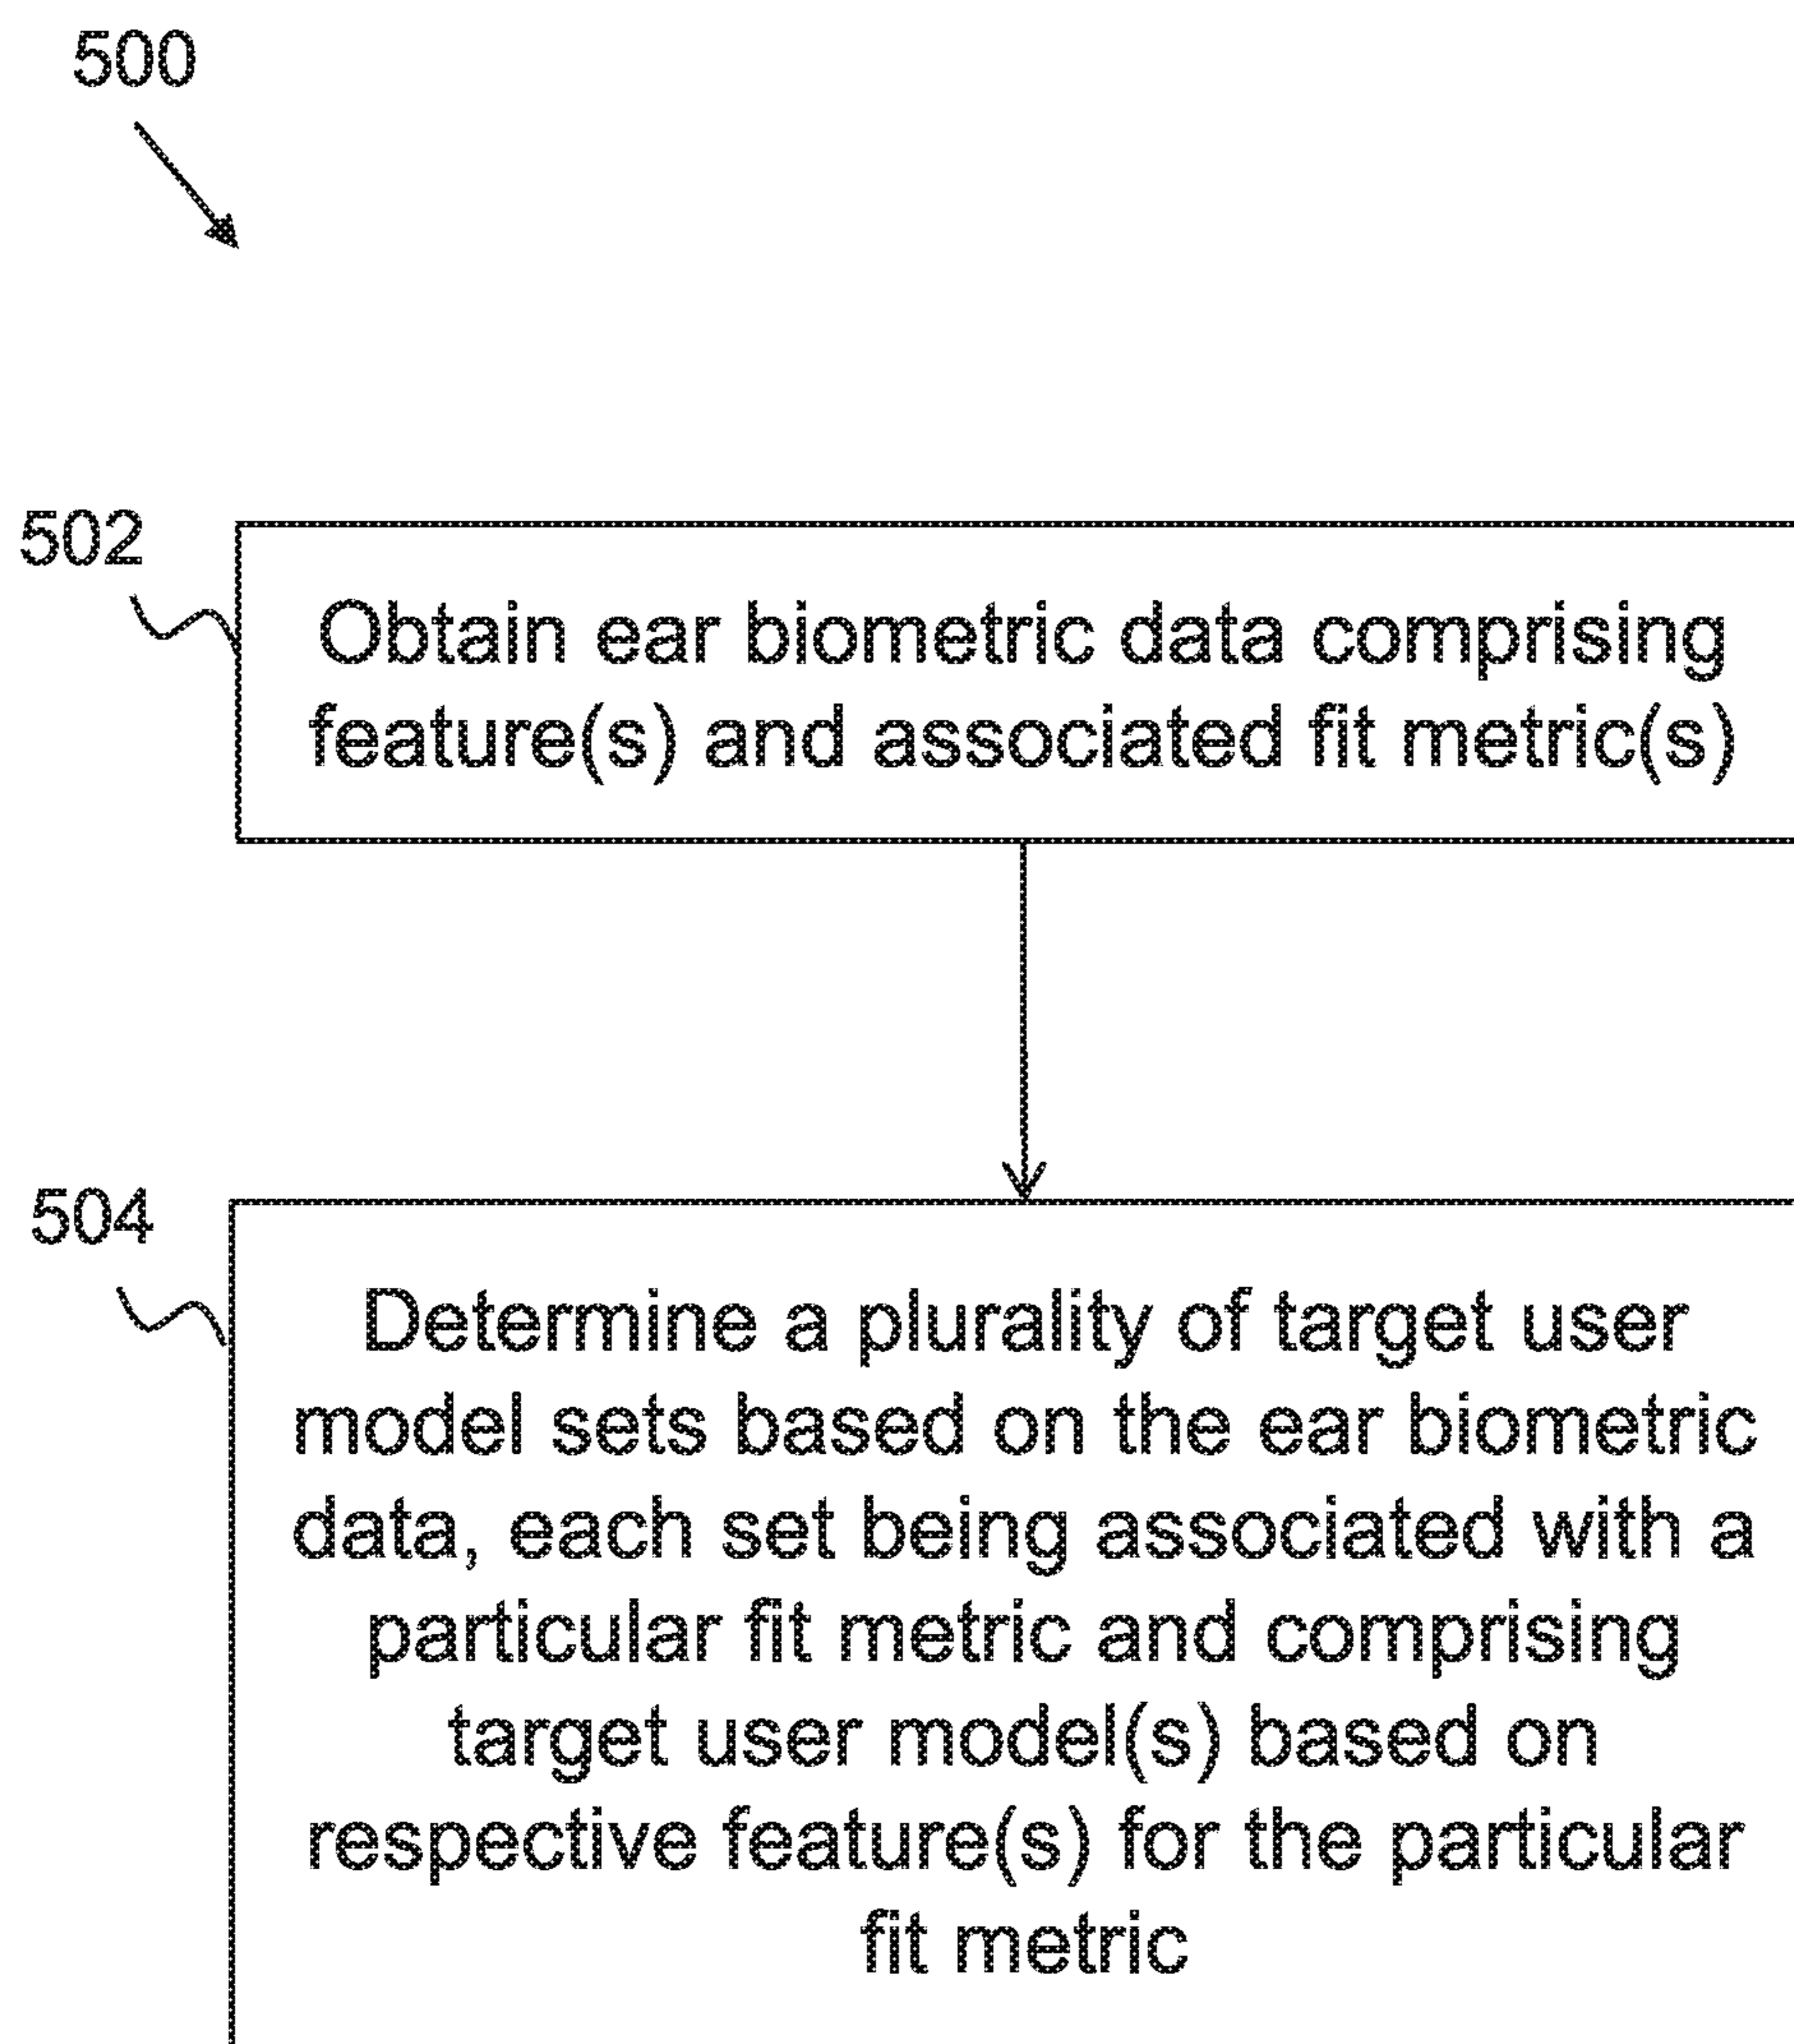 500
502
Obtain ear biometric data comprising
feature(s) and associated fit metric(s)
504
Determine a plurality of target user
model sets based on the ear biometric
data, each set being associated with a
particular fit metric and comprising
target user model(s) based on
respective feature(s) for the particular
fit metric